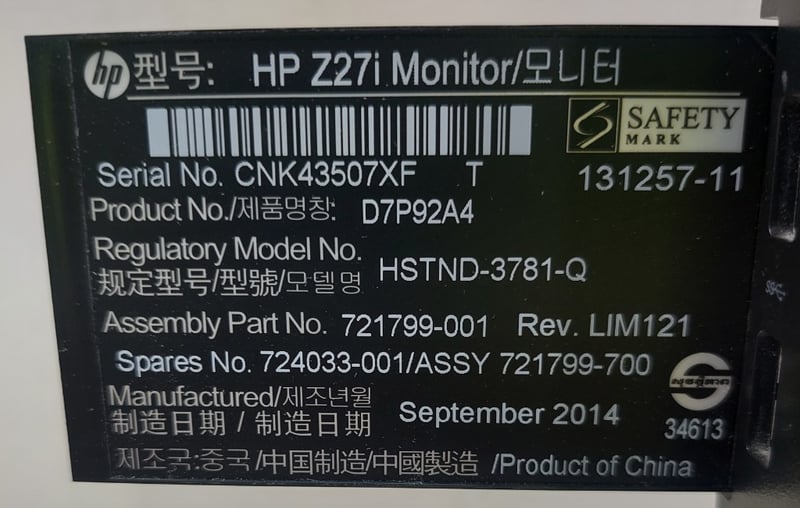 hp 型号: HP Z27i Monitor/모니터
SAFETY
MARK
Serial No. CNK43507XF T 131257-11
Product No./제품명칭: D7P92A4
Regulatory Model No.
规定型号/型號/모델명 HSTND-3781-Q
Assembly Part No. 721799-001 Rev. LIM121
Spares No. 724033-001/ASSY 721799-700
Manufactured/제조년월
制造日期 / 製造日期 September 2014
34613
제조국:중국/中国制造/中國製造 /Product of China